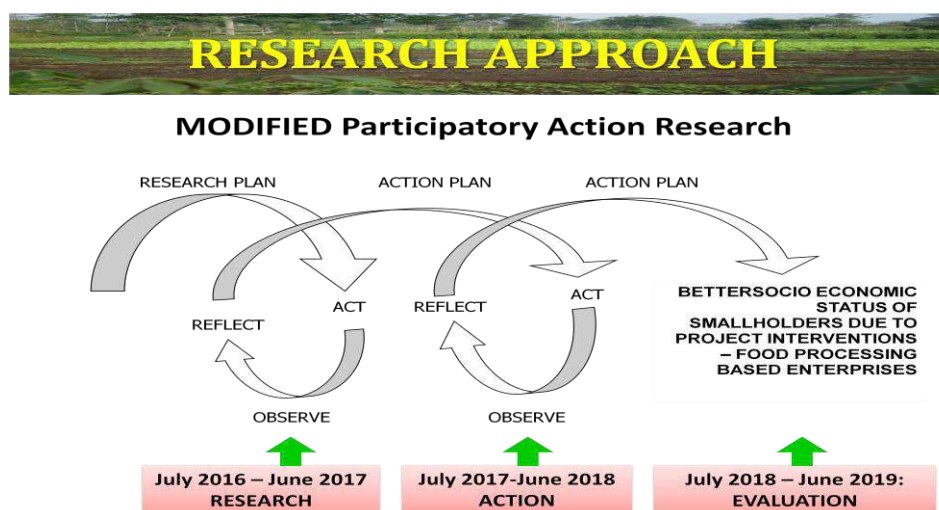 RESEARCH APPROACH
MODIFIED Participatory Action Research
RESEARCH PLAN
ACTION PLAN
ACTION PLAN
REFLECT
ACT
OBSERVE
REFLECT
ACT
OBSERVE
BETTERSOCIO ECONOMIC
STATUS OF
SMALLHOLDERS DUE TO
PROJECT INTERVENTIONS
– FOOD PROCESSING
BASED ENTERPRISES
July 2016 – June 2017
RESEARCH
July 2017-June 2018
ACTION
July 2018 – June 2019:
EVALUATION